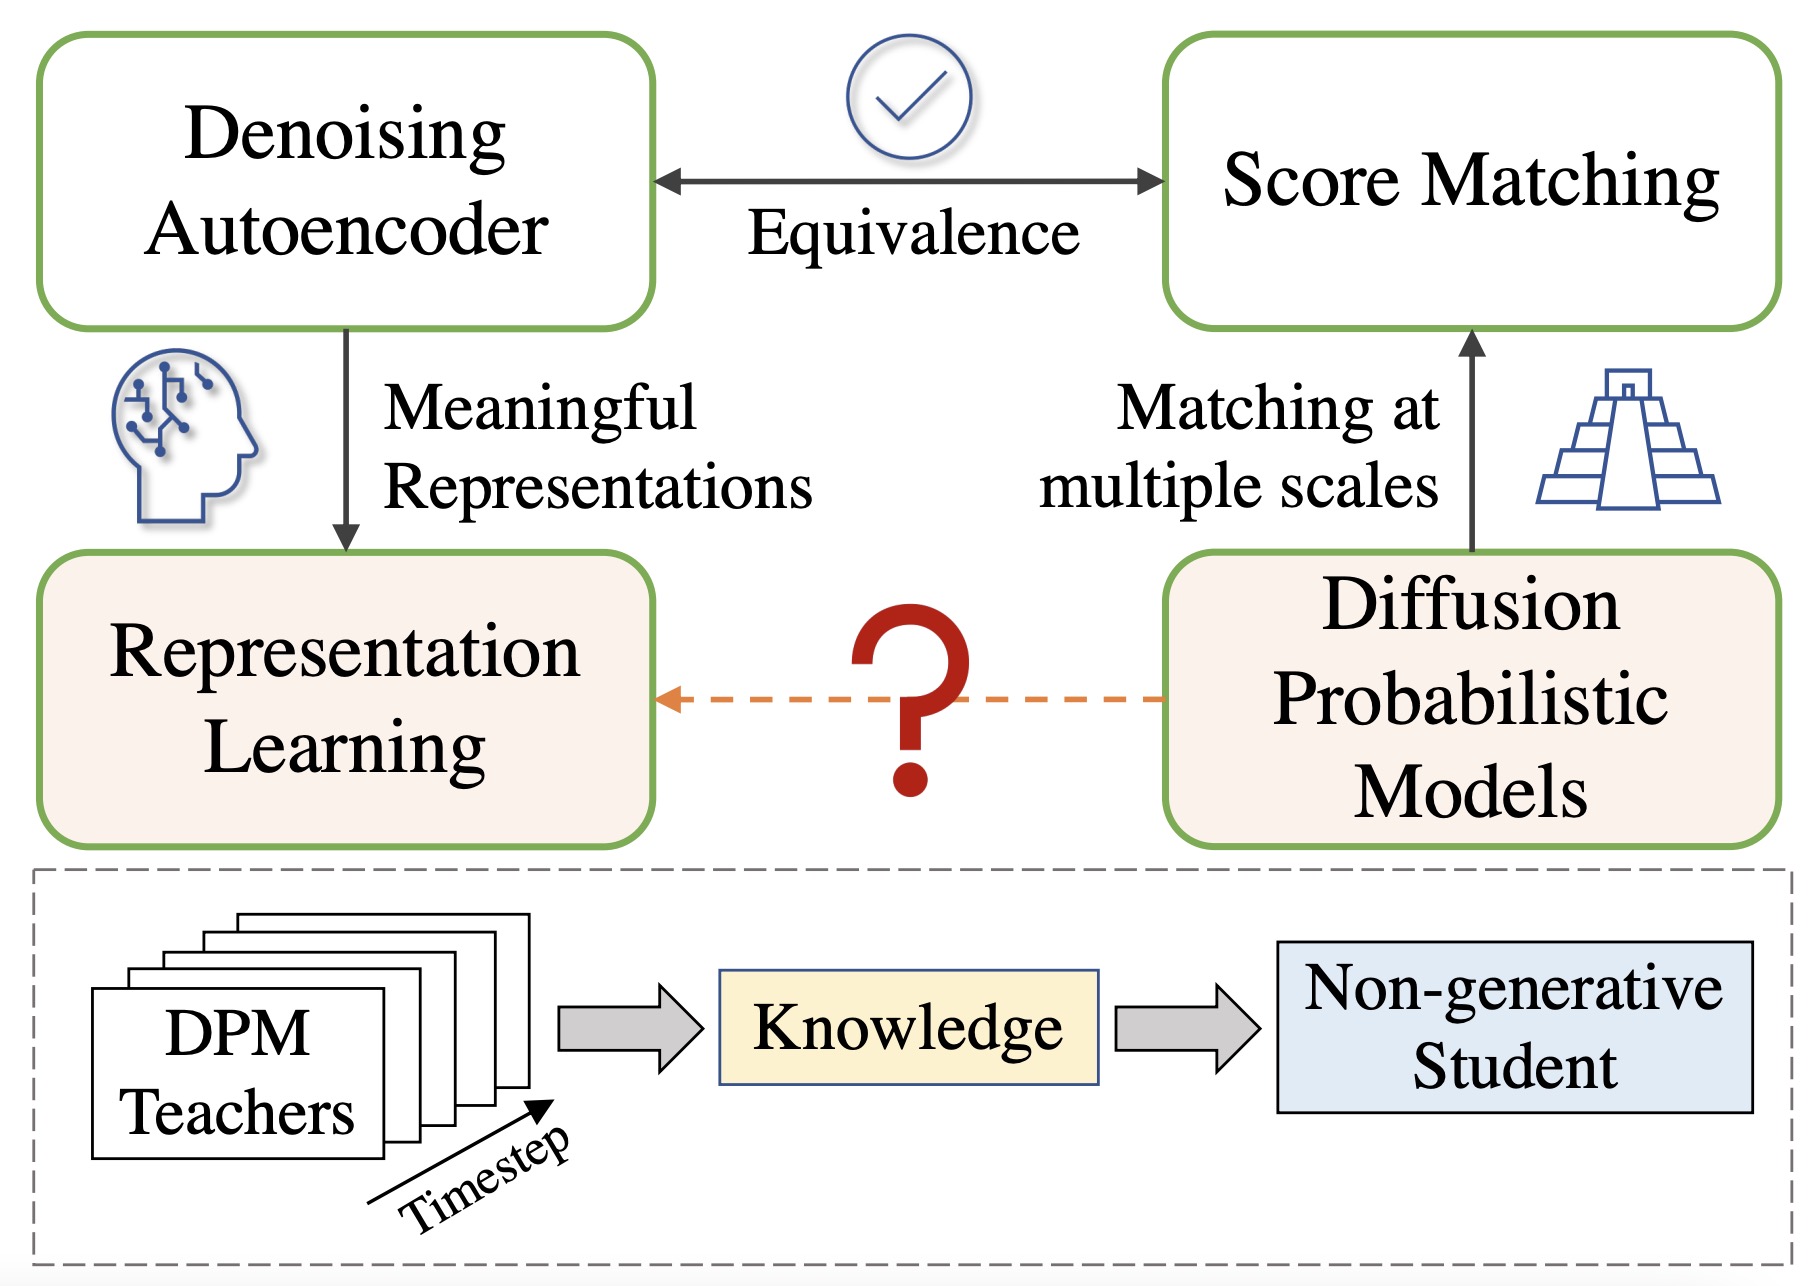 Denoising
Autoencoder
Equivalence
Score Matching
Meaningful
Representations
Matching at
multiple scales
Representation
Learning
?
Diffusion
Probabilistic
Models
DPM
Teachers
Timestep
Knowledge
Non-generative
Student